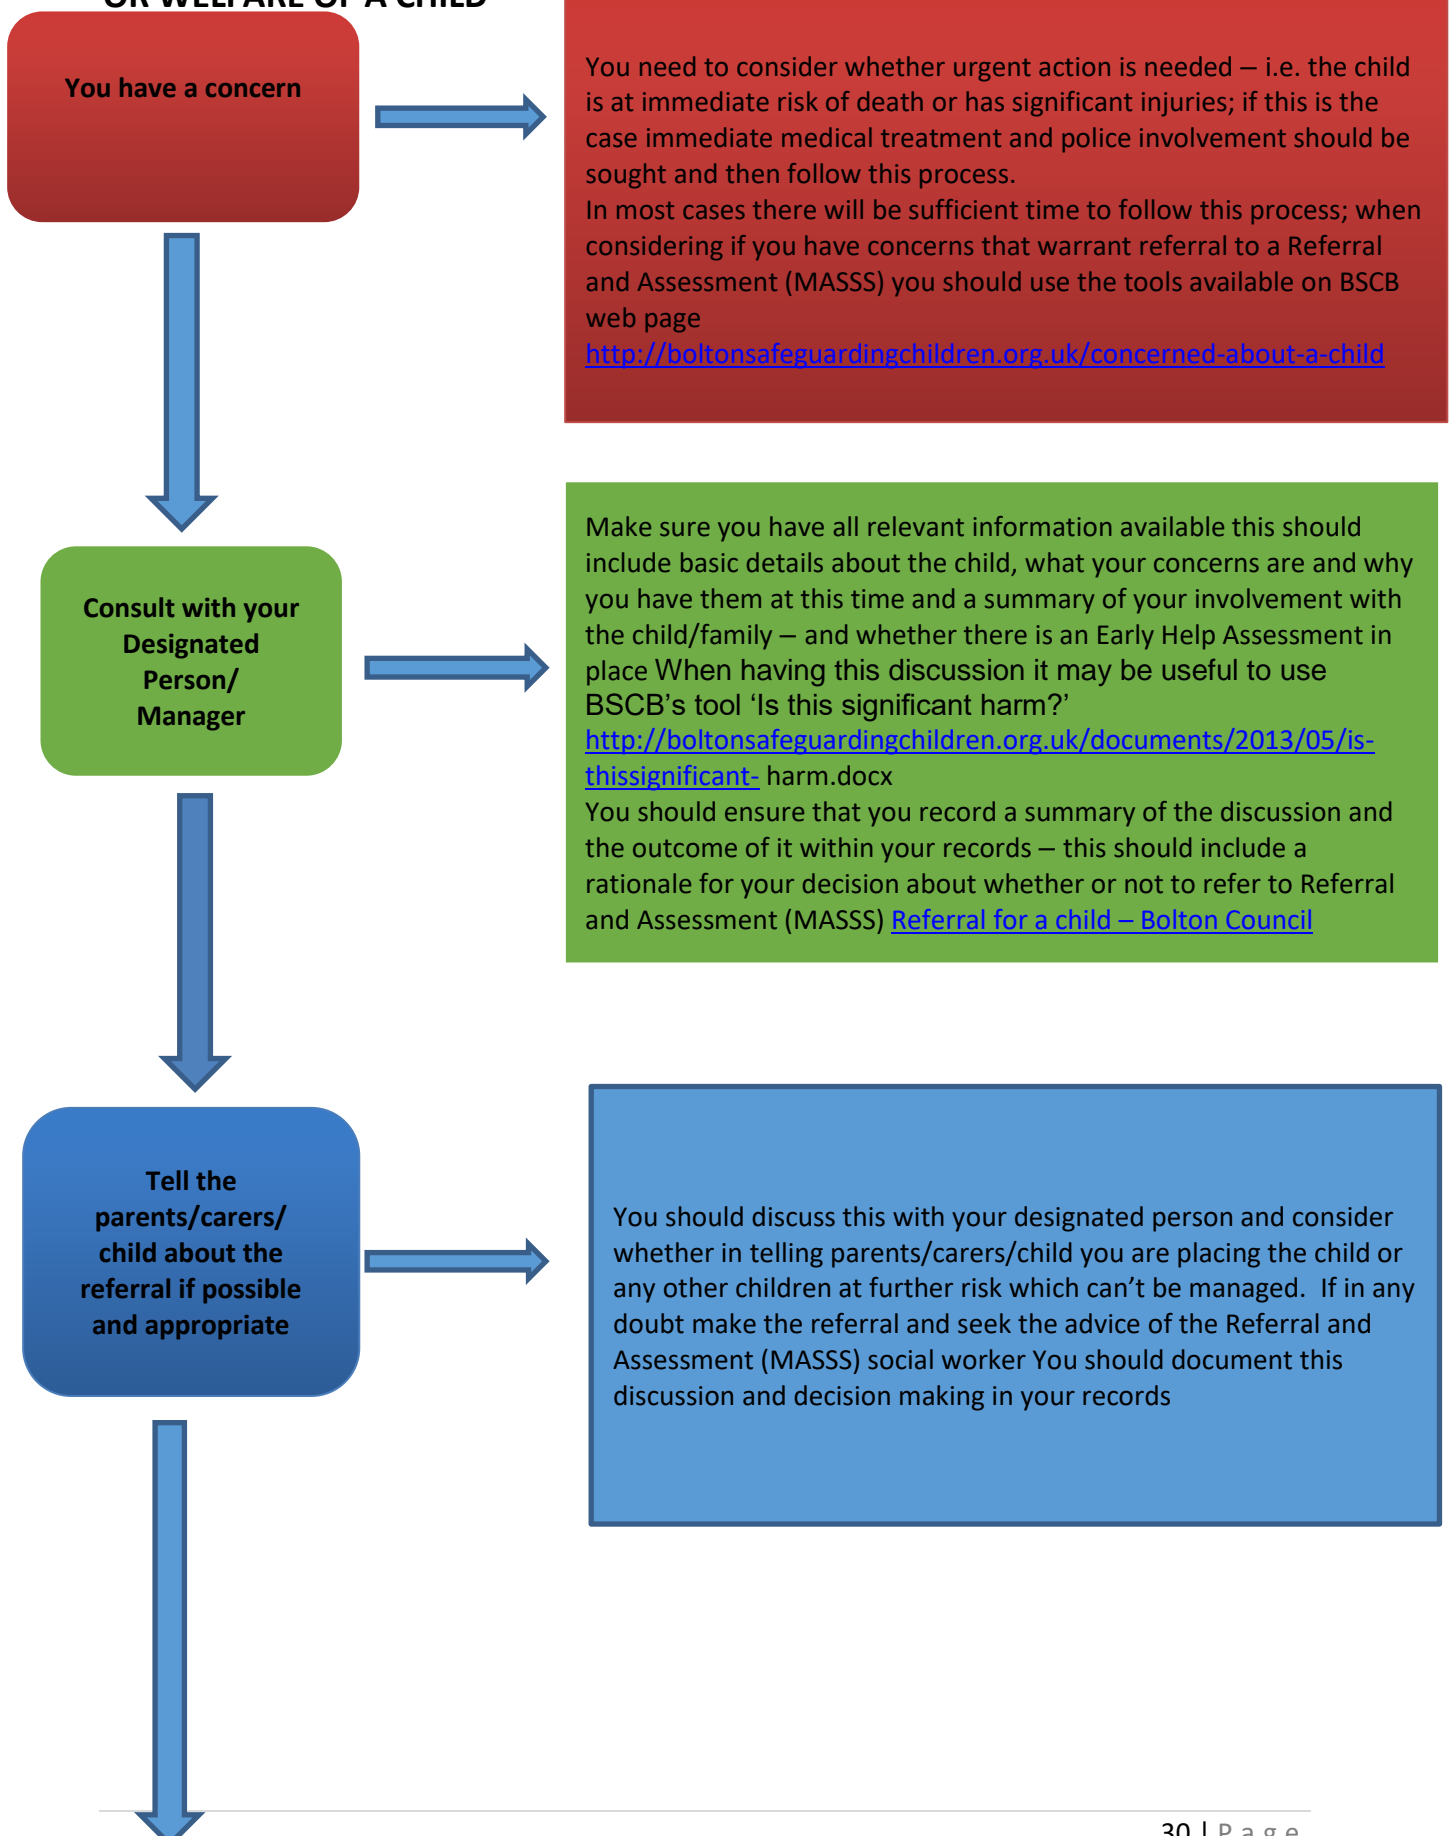 OR WELFARE OF A CHILD
You have a concern
You need to consider whether urgent action is needed – i.e. the child
is at immediate risk of death or has significant injuries; if this is the
case immediate medical treatment and police involvement should be
sought and then follow this process.
In most cases there will be sufficient time to follow this process; when
considering if you have concerns that warrant referral to a Referral
and Assessment (MASSS) you should use the tools available on BSCB
web page
http://boltonsafeguardingchildren.org.uk/concerned-about-a-child
Consult with your
Designated
Person/
Manager
Make sure you have all relevant information available this should
include basic details about the child, what your concerns are and why
you have them at this time and a summary of your involvement with
the child/family – and whether there is an Early Help Assessment in
place When having this discussion it may be useful to use
BSCB’s tool ‘Is this significant harm?’
http://boltonsafeguardingchildren.org.uk/documents/2013/05/is-
thissignificant- harm.docx
You should ensure that you record a summary of the discussion and
the outcome of it within your records – this should include a
rationale for your decision about whether or not to refer to Referral
and Assessment (MASSS) Referral for a child – Bolton Council
Tell the
parents/carers/
child about the
referral if possible
and appropriate
You should discuss this with your designated person and consider
whether in telling parents/carers/child you are placing the child or
any other children at further risk which can’t be managed.  If in any
doubt make the referral and seek the advice of the Referral and
Assessment (MASSS) social worker You should document this
discussion and decision making in your records
30 | P a g e